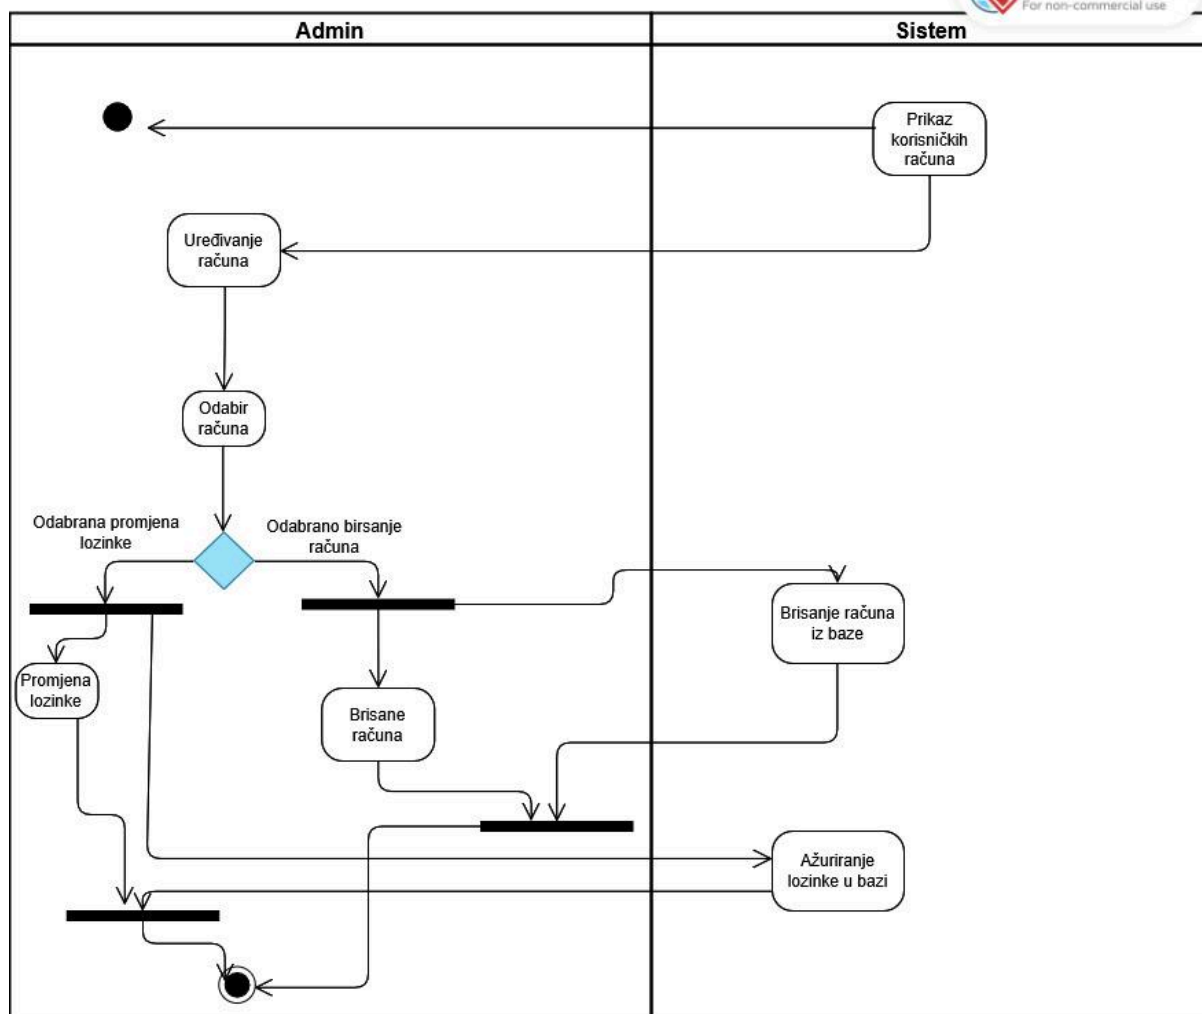 For non-commercial use
Admin
Sistem
Prikaz
korisničkih
računa
Uređivanje
računa
Odabir
računa
Odabrana promjena
lozinke
Odabrano birsanje
računa
Brisanje računa
iz baze
Promjena
lozinke
Brisane
računa
Ažuriranje
lozinke u bazi